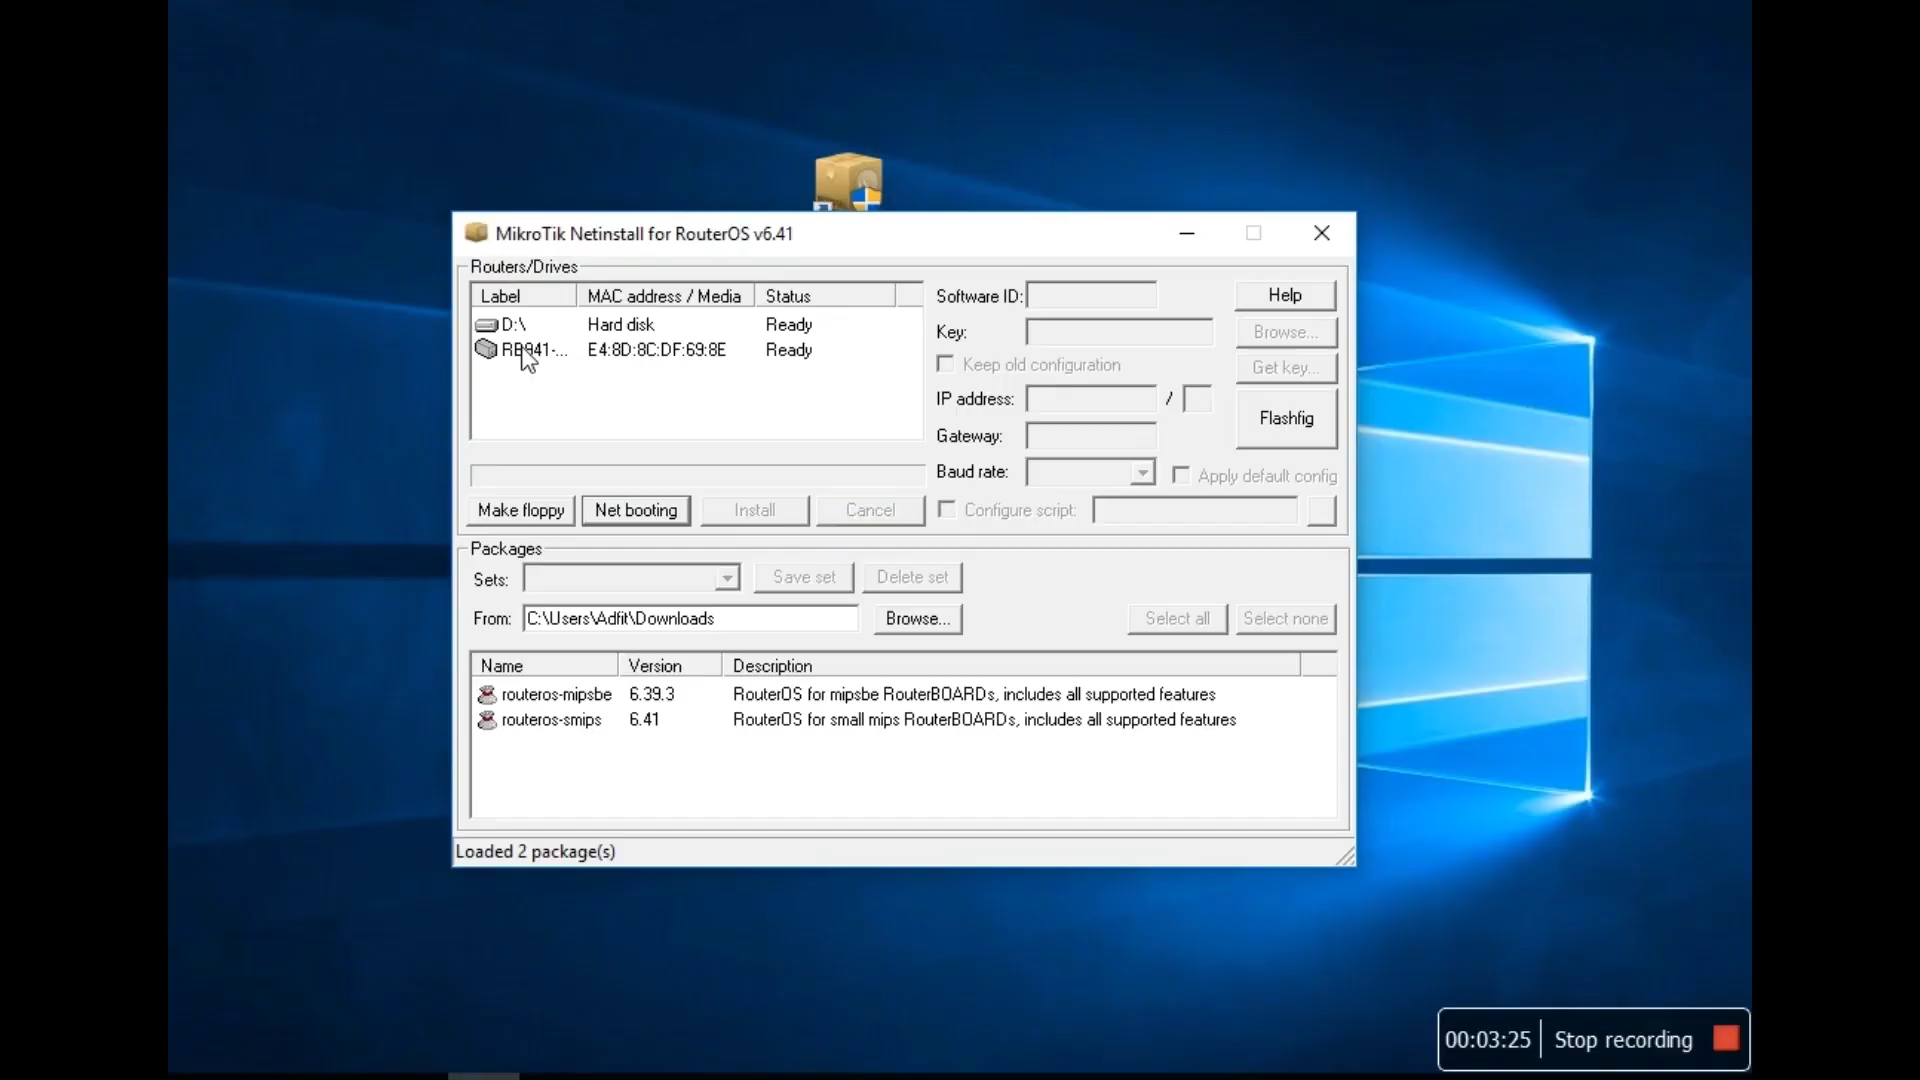 MikroTik Netinstall for RouterOS v6.41
Routers/Drives
Label MAC address / Media Status
D:\ Hard disk Ready
RB941-... E4:8D:8C:DF:69:8E Ready
Software ID: Help
Key: Browse...
Keep old configuration Get key...
IP address: / Flashfig
Gateway:
Baud rate: Apply default config
Make floppy Net booting Install Cancel Configure script:
Packages
Sets: Save set Delete set
From: C:\Users\Adfit\Downloads Browse... Select all Select none
Name Version Description
routeros-mipsbe 6.39.3 RouterOS for mipsbe RouterBOARDs, includes all supported features
routeros-smips 6.41 RouterOS for small mips RouterBOARDs, includes all supported features
Loaded 2 package(s)
00:03:25 Stop recording